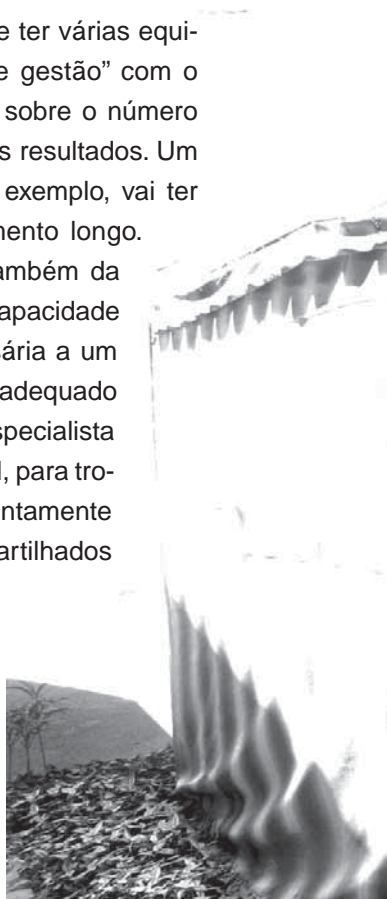 e ter várias equi-
e gestão” com o
sobre o número
s resultados. Um
exemplo, vai ter
mento longo.
ambém da
apacidade
sária a um
adequado
specialista
l, para tro-
ntamente
artilhados